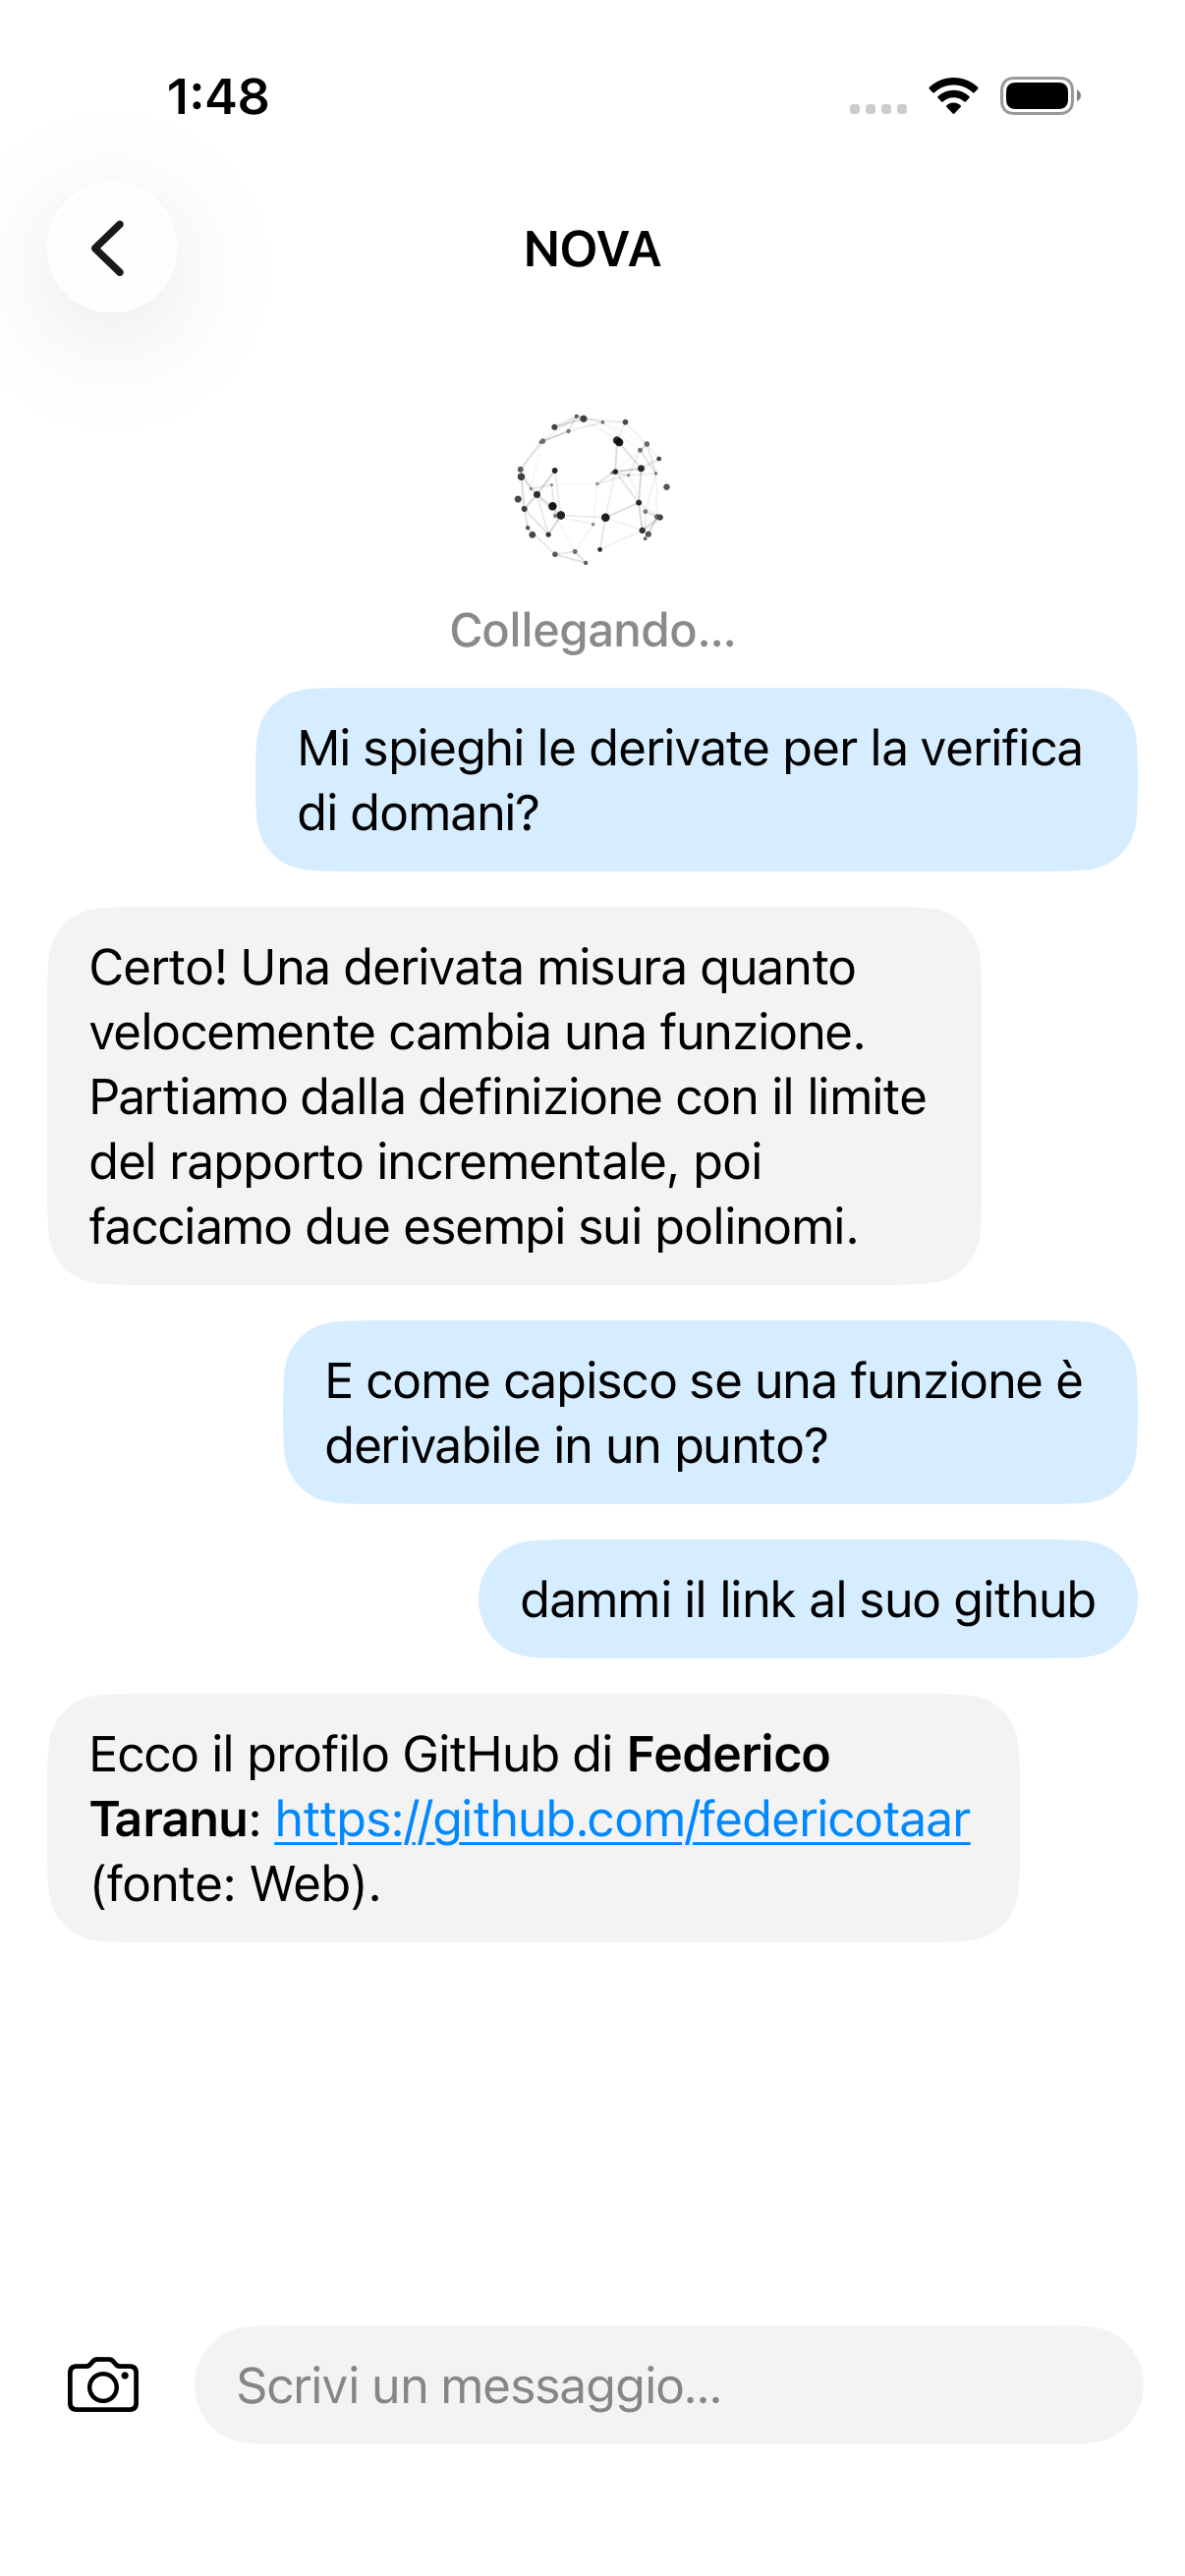 1:48
NOVA
Collegando...
Mi spieghi le derivate per la verifica
di domani?
Certo! Una derivata misura quanto
velocemente cambia una funzione.
Partiamo dalla definizione con il limite
del rapporto incrementale, poi
facciamo due esempi sui polinomi.
E come capisco se una funzione è
derivabile in un punto?
dammi il link al suo github
Ecco il profilo GitHub di Federico
Taranu: https://github.com/federicotaar
(fonte: Web).
Scrivi un messaggio...